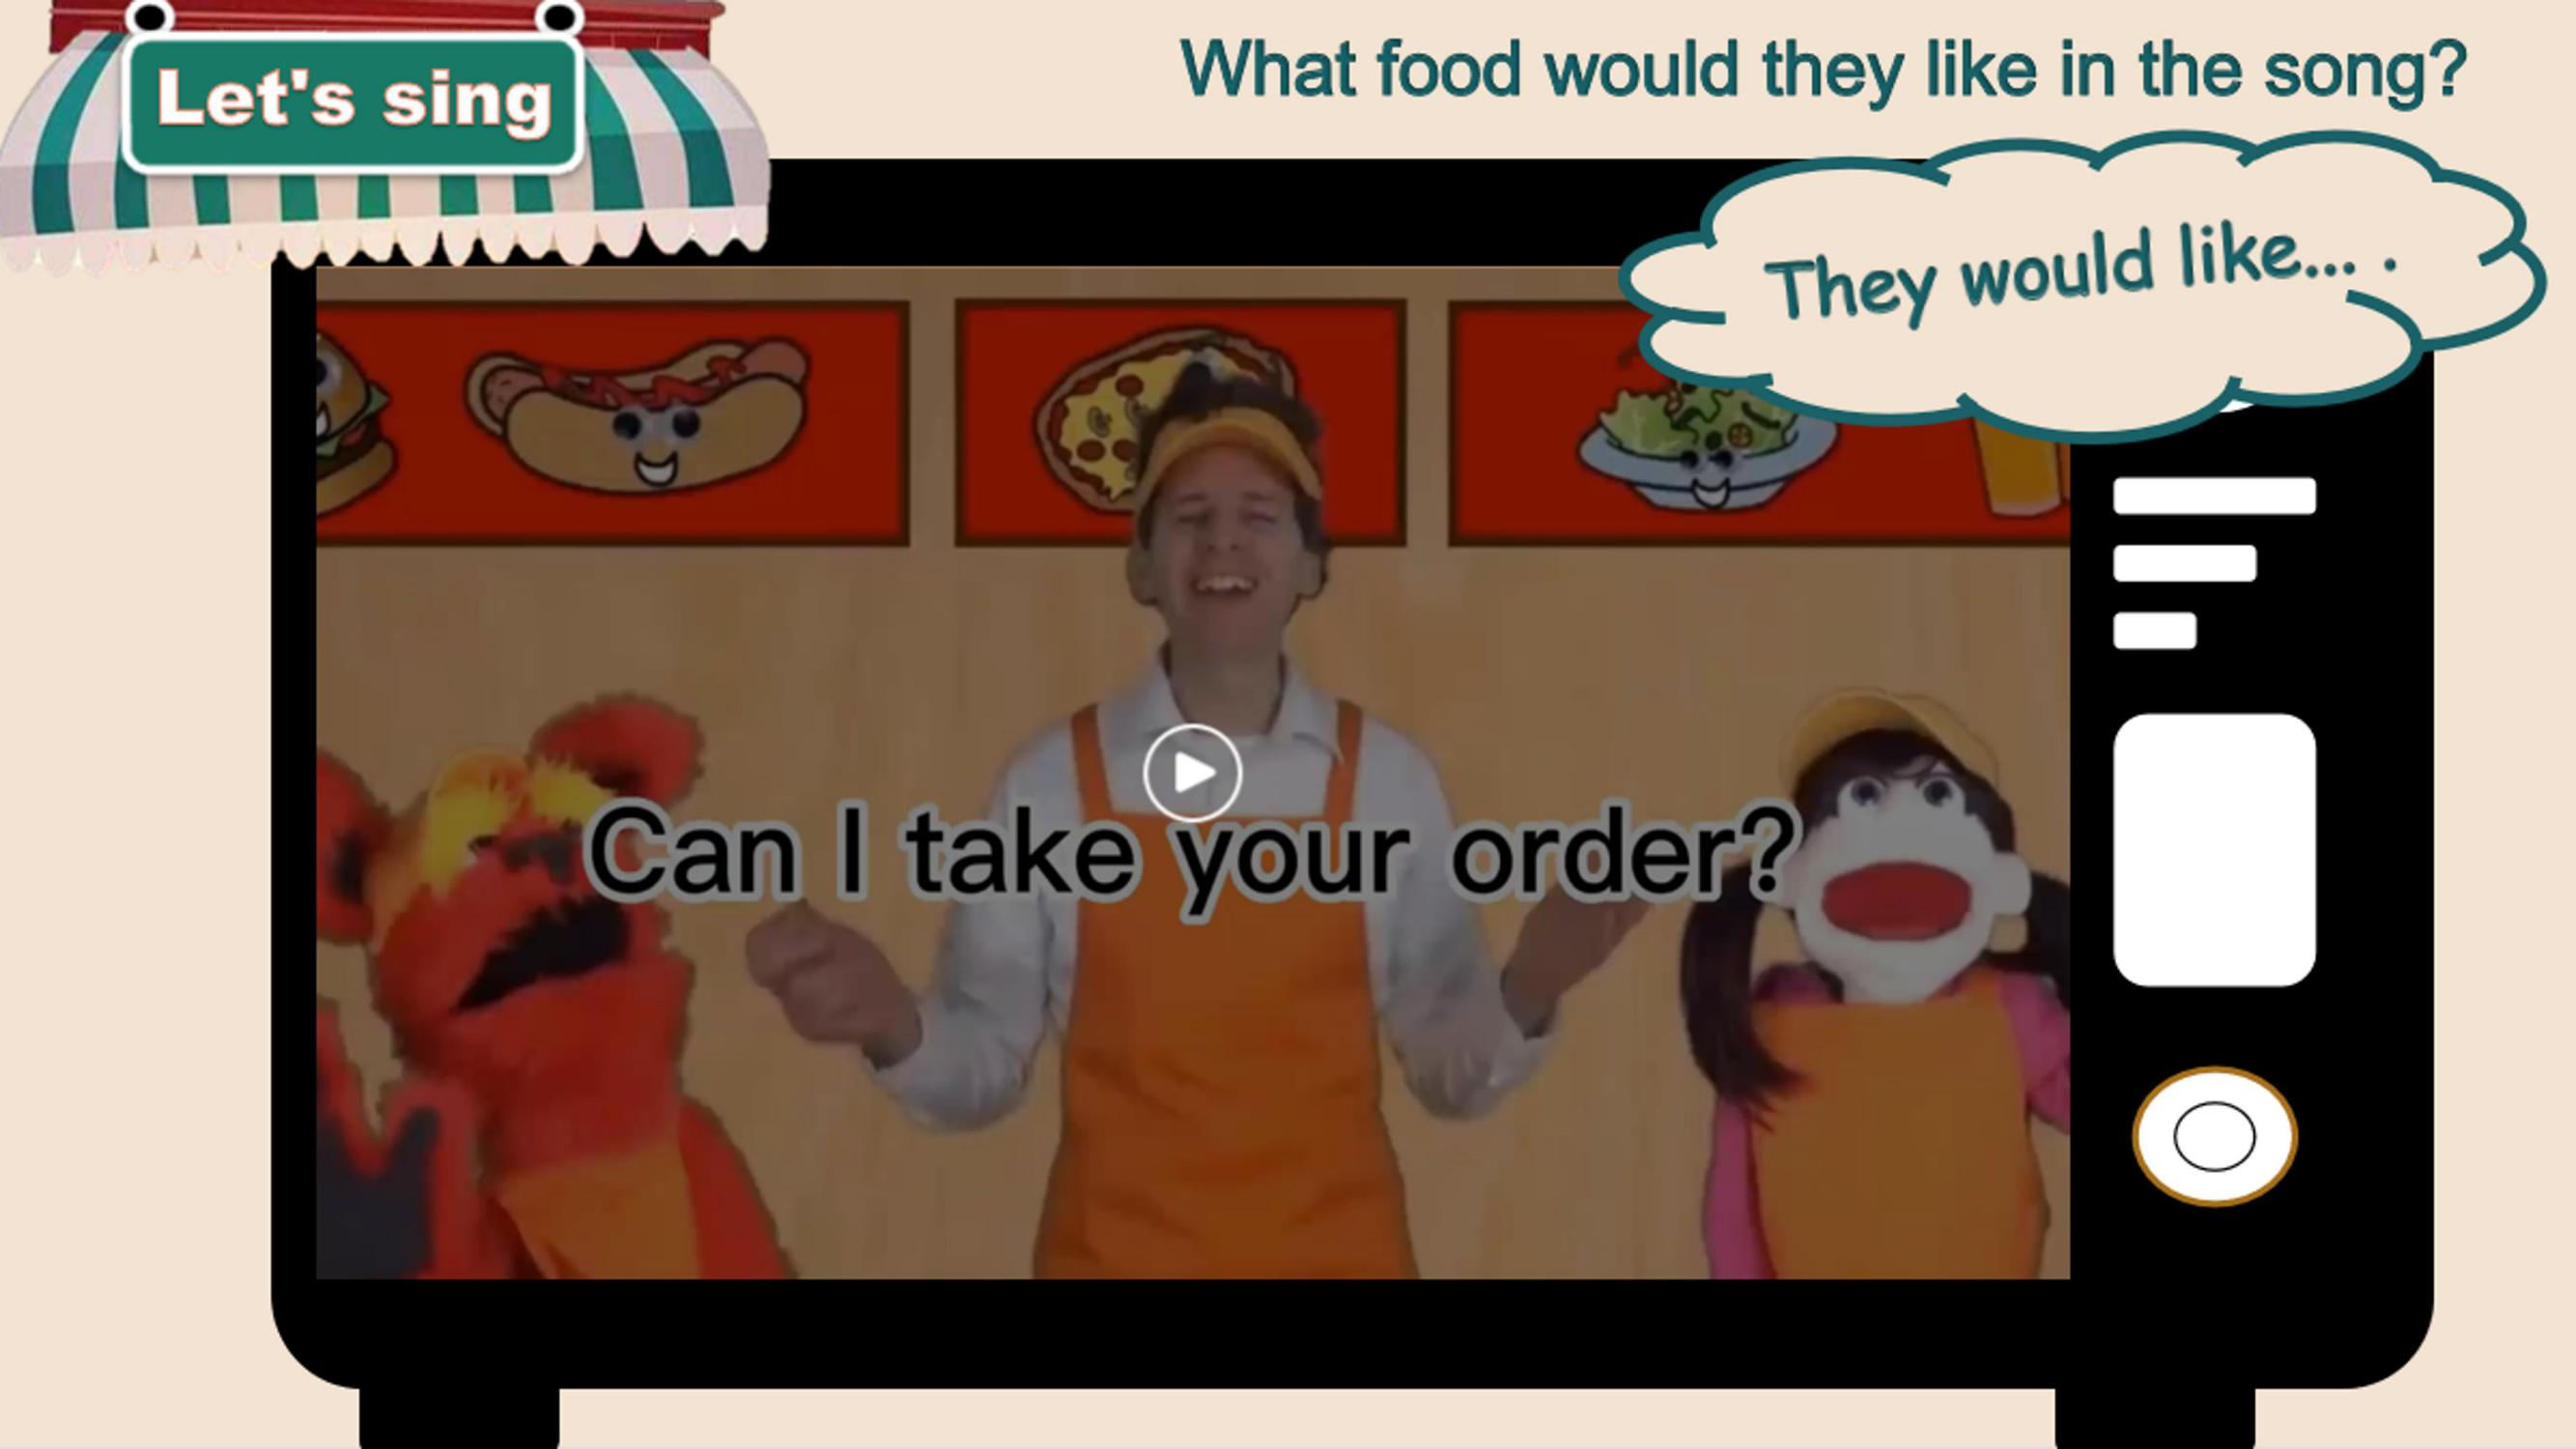 Let's sing
What food would they like in the song?
They would like... .
Can I take your order?